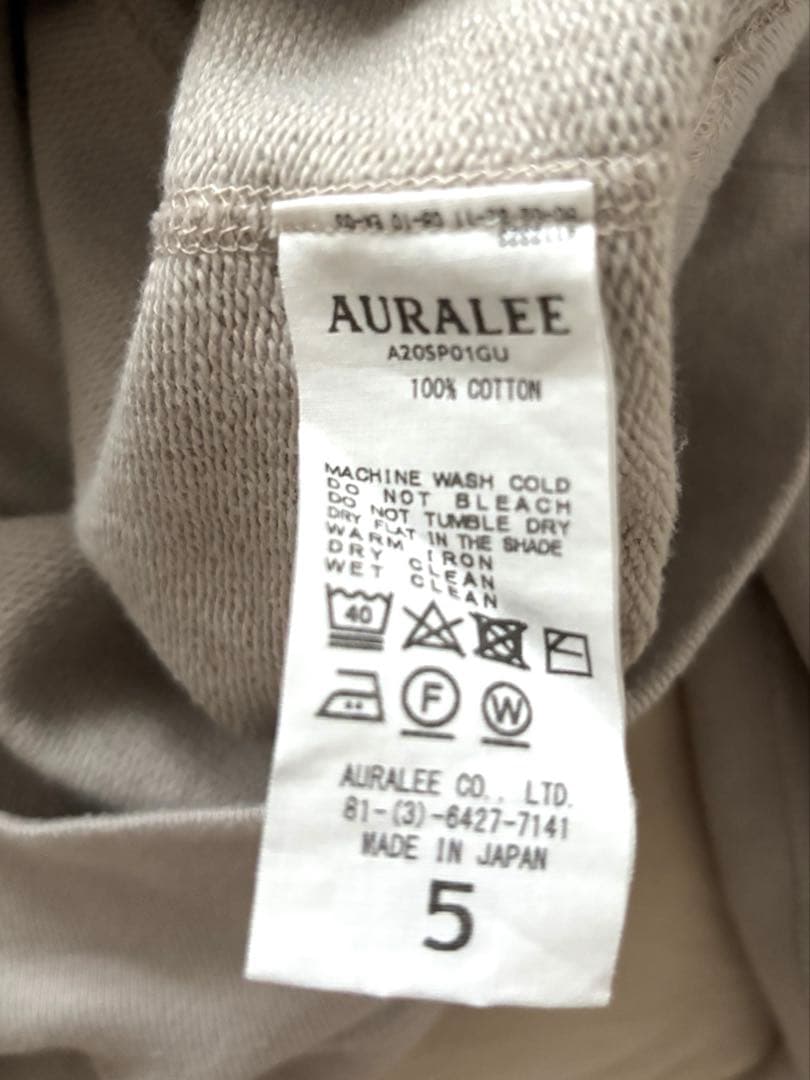 AURALEE
A20SP01GU
100% COTTON
MACHINE WASH COLD
DO NOT BLEACH
DO NOT TUMBLE DRY
DRY FLAT IN THE SHADE
WARM IRON
DRY CLEAN
WET CLEAN
40
F
W
AURALEE CO., LTD.
81-(3)-6427-7141
MADE IN JAPAN
5